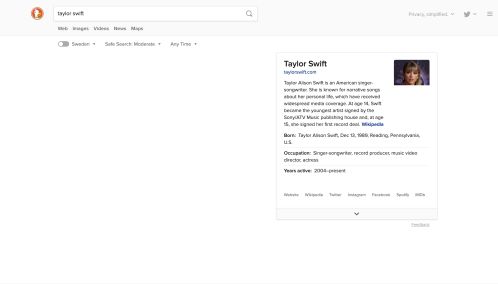 taylor swift
Privacy, simplified.
Web Images Videos News Maps
Sweden Safe Search: Moderate Any Time
Taylor Swift
taylorswift.com
Taylor Alison Swift is an American singer-
songwriter. She is known for narrative songs
about her personal life, which have received
widespread media coverage. At age 14, Swift
became the youngest artist signed by the
Sony/ATV Music publishing house and, at age
15, she signed her first record deal. Wikipedia
Born: Taylor Alison Swift, Dec 13, 1989, Reading, Pennsylvania,
U.S.
Occupation: Singer-songwriter, record producer, music video
director, actress
Years active: 2004–present
Website Wikipedia Twitter Instagram Facebook Spotify IMDb
Feedback